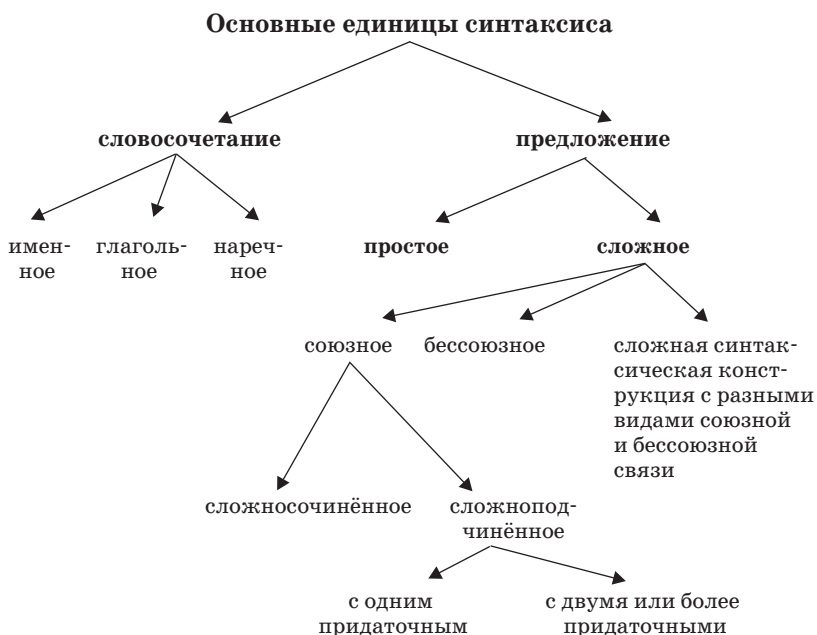 Основные единицы синтаксиса
словосочетание
предложение
имен-
ное
глаголь-
ное
нареч-
ное
простое
сложное
союзное
бессоюзное
сложная синтак-
сическая конст-
рукция с разными
видами союзной
и бессоюзной
связи
сложносочинённое
сложнопод-
чинённое
с одним
придаточным
с двумя или более
придаточными